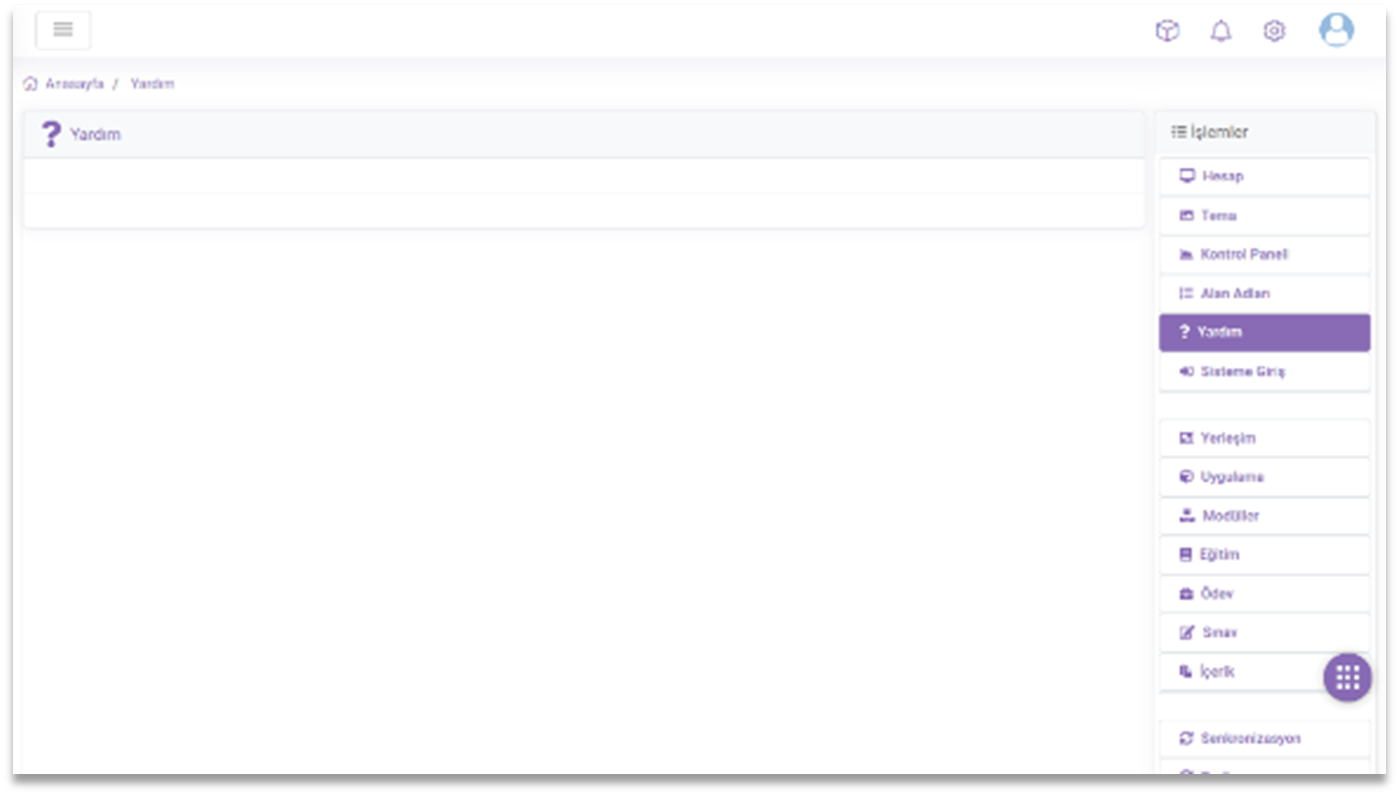 Anasayfa / Yardım
Yardım
İşlemler
Hesap
Tema
Kontrol Paneli
Alan Adları
Yardım
Sisteme Giriş
Yerleşim
Uygulama
Modüller
Eğitim
Ödev
Sınav
İçerik
Senkronizasyon